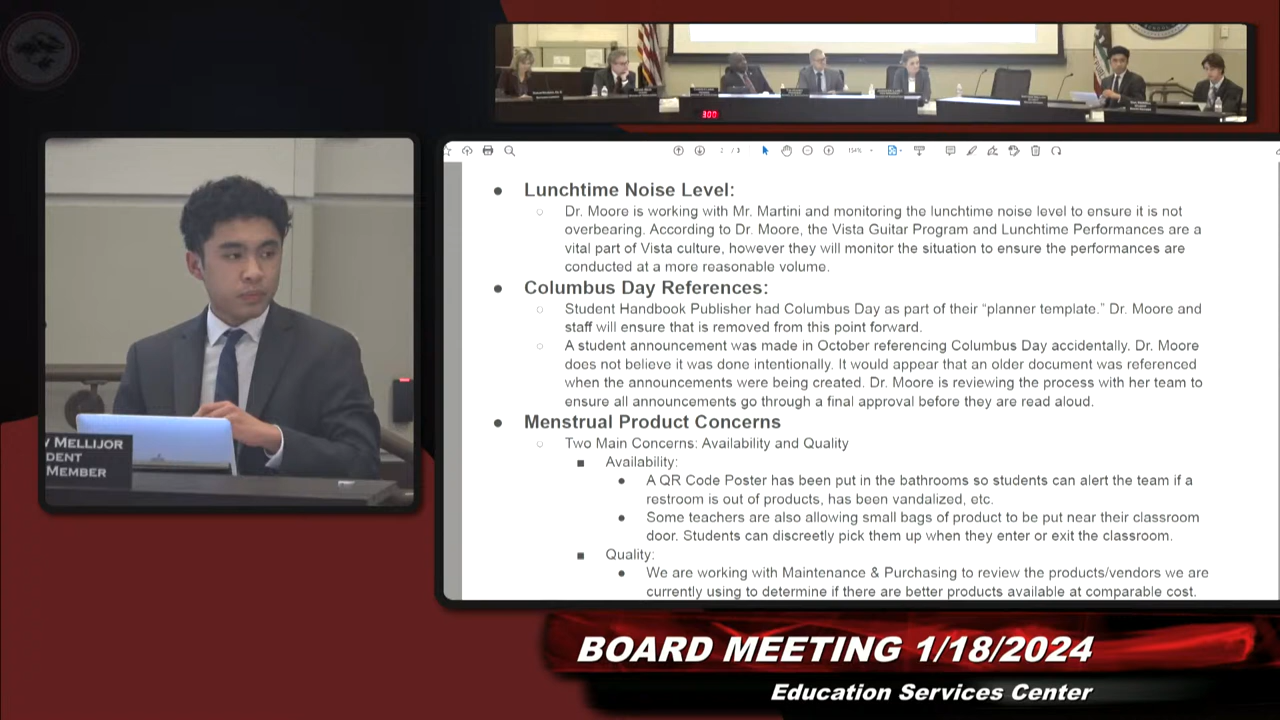 3:00
2 / 3
154%
Lunchtime Noise Level:
Dr. Moore is working with Mr. Martini and monitoring the lunchtime noise level to ensure it is not
overbearing. According to Dr. Moore, the Vista Guitar Program and Lunchtime Performances are a
vital part of Vista culture, however they will monitor the situation to ensure the performances are
conducted at a more reasonable volume.
Columbus Day References:
Student Handbook Publisher had Columbus Day as part of their “planner template.” Dr. Moore and
staff will ensure that is removed from this point forward.
A student announcement was made in October referencing Columbus Day accidentally. Dr. Moore
does not believe it was done intentionally. It would appear that an older document was referenced
when the announcements were being created. Dr. Moore is reviewing the process with her team to
ensure all announcements go through a final approval before they are read aloud.
Menstrual Product Concerns
Two Main Concerns: Availability and Quality
Availability:
A QR Code Poster has been put in the bathrooms so students can alert the team if a
restroom is out of products, has been vandalized, etc.
Some teachers are also allowing small bags of product to be put near their classroom
door. Students can discreetly pick them up when they enter or exit the classroom.
Quality:
We are working with Maintenance & Purchasing to review the products/vendors we are
currently using to determine if there are better products available at comparable cost.
MELLIJOR
DENT
MEMBER
BOARD MEETING 1/18/2024
Education Services Center